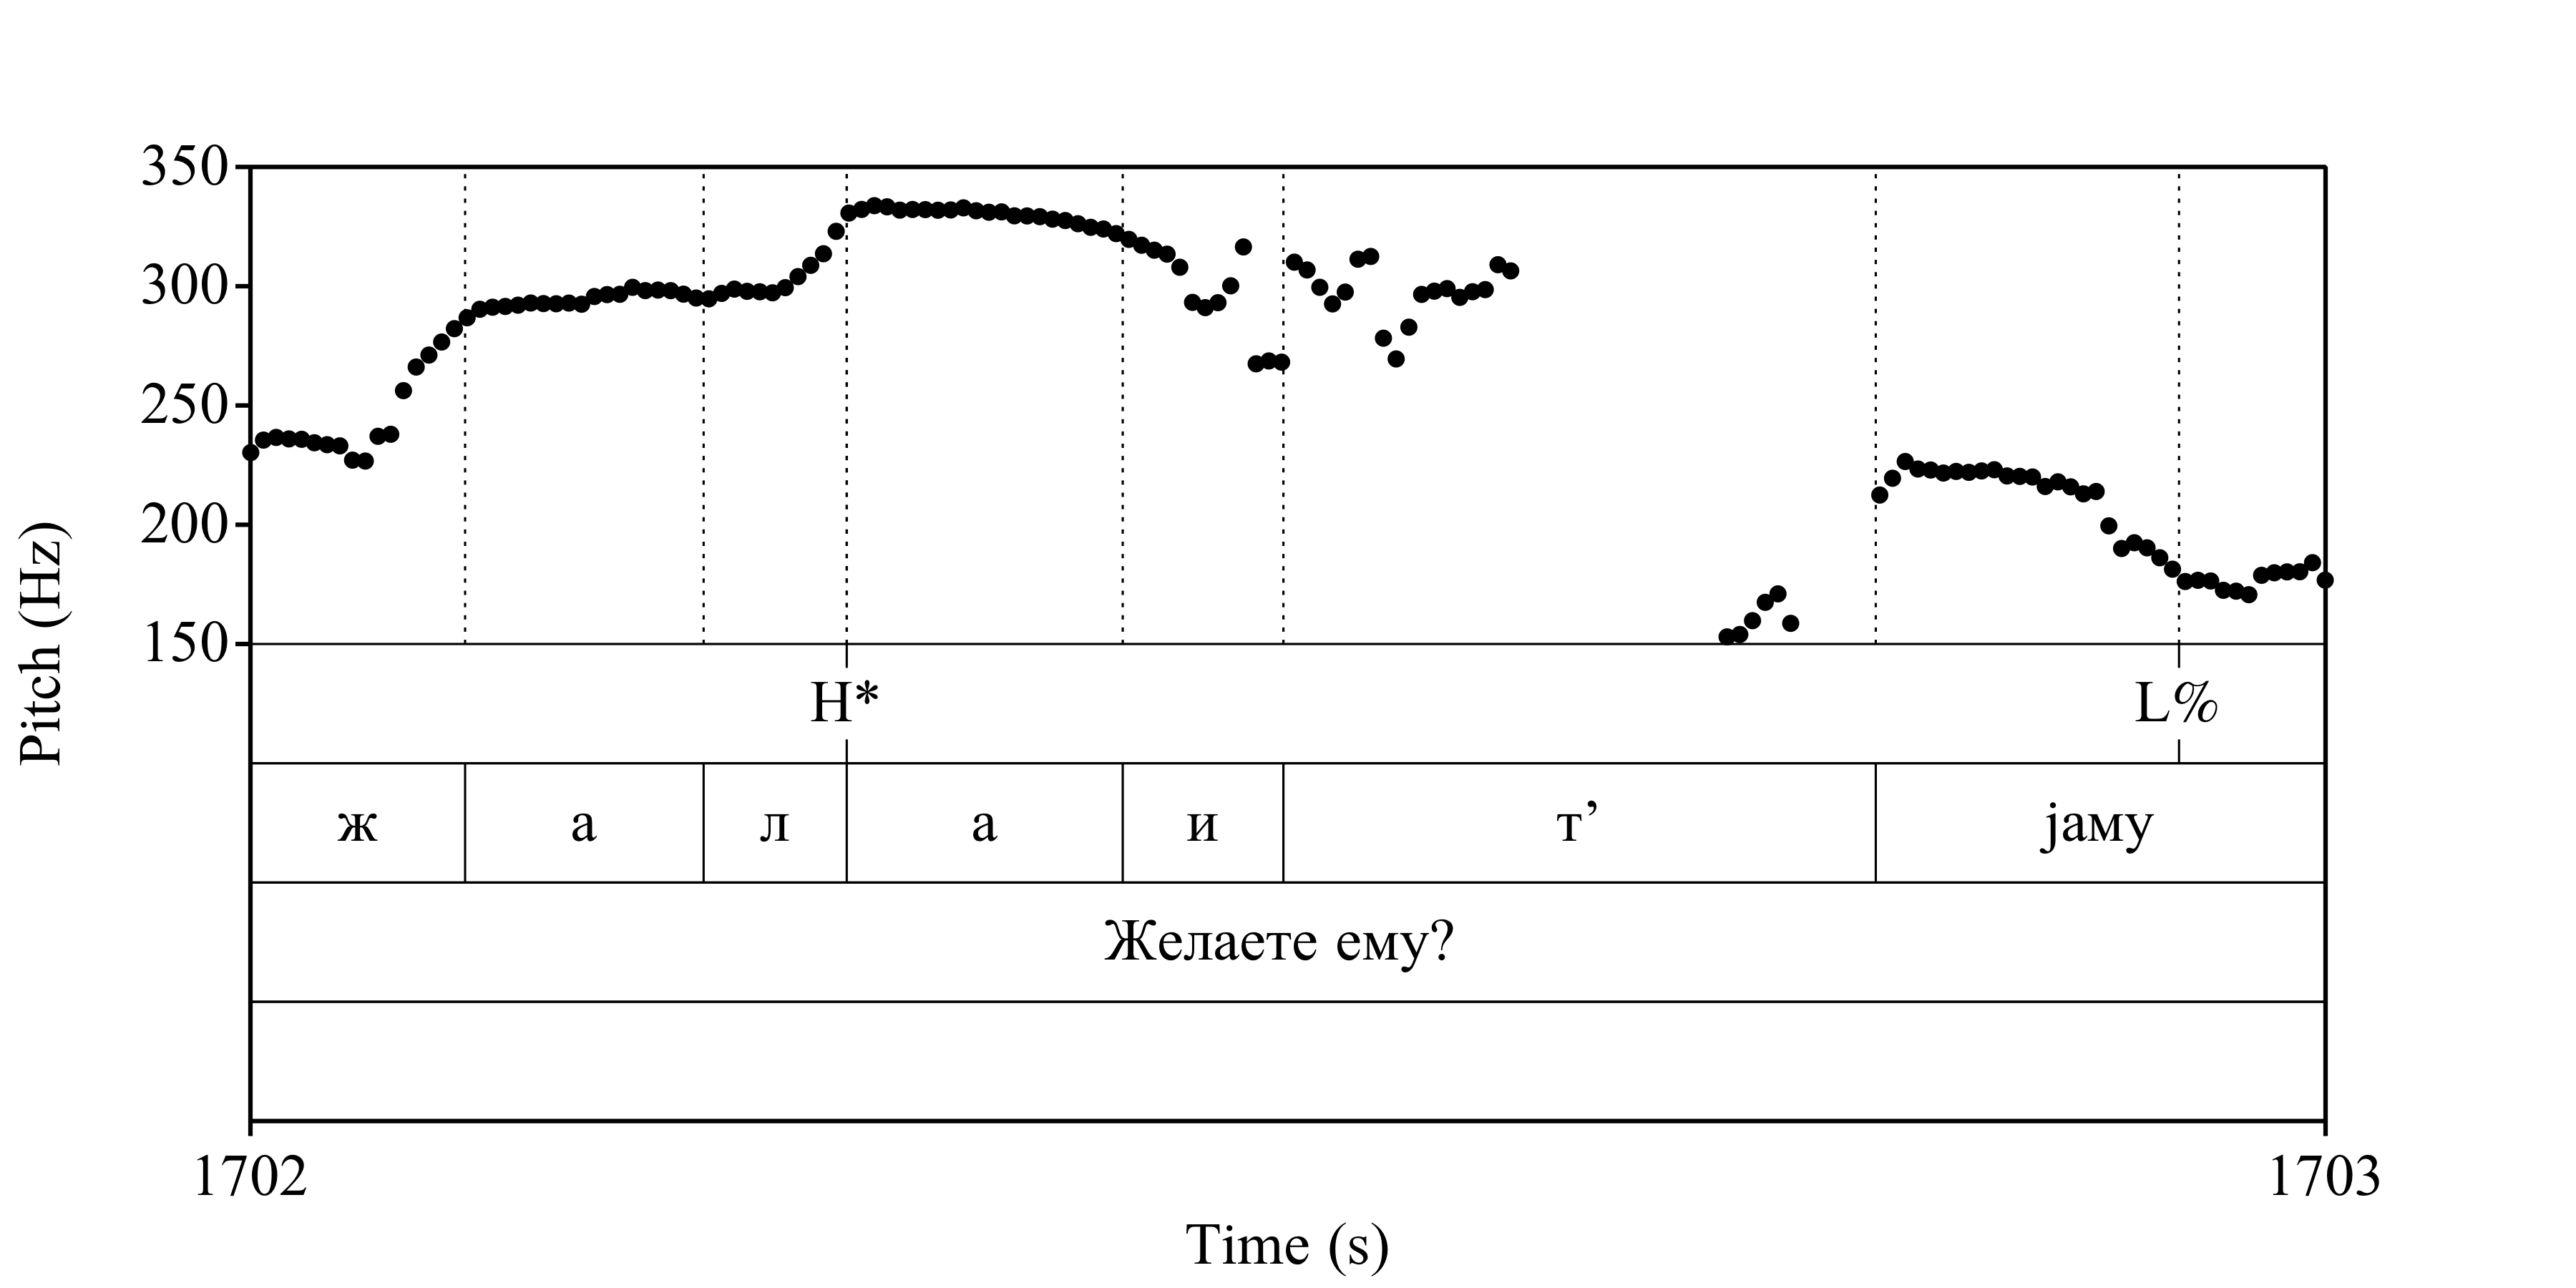 350
300
250
200
150
Pitch (Hz)
H* L%
ж а л а и т’ јаму
Желаете ему?
1702 1703
Time (s)